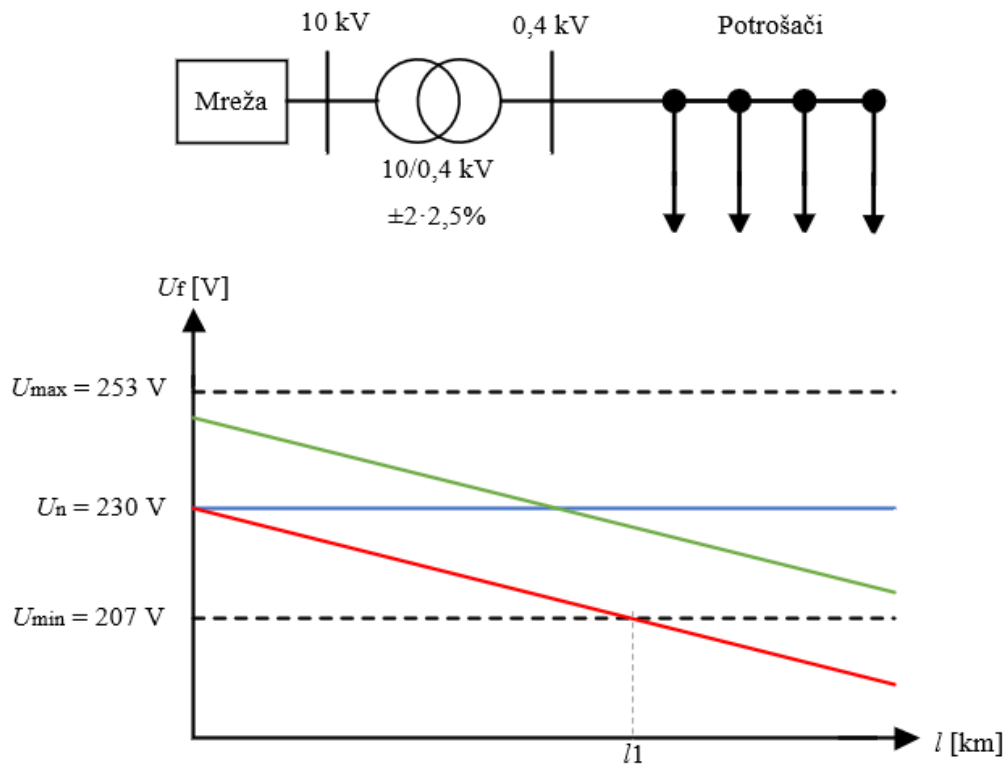 10 kV
0,4 kV
Potrošači
Mreža
10/0,4 kV
±2·2,5%
Uf [V]
Umax = 253 V
Un = 230 V
Umin = 207 V
l1
l [km]